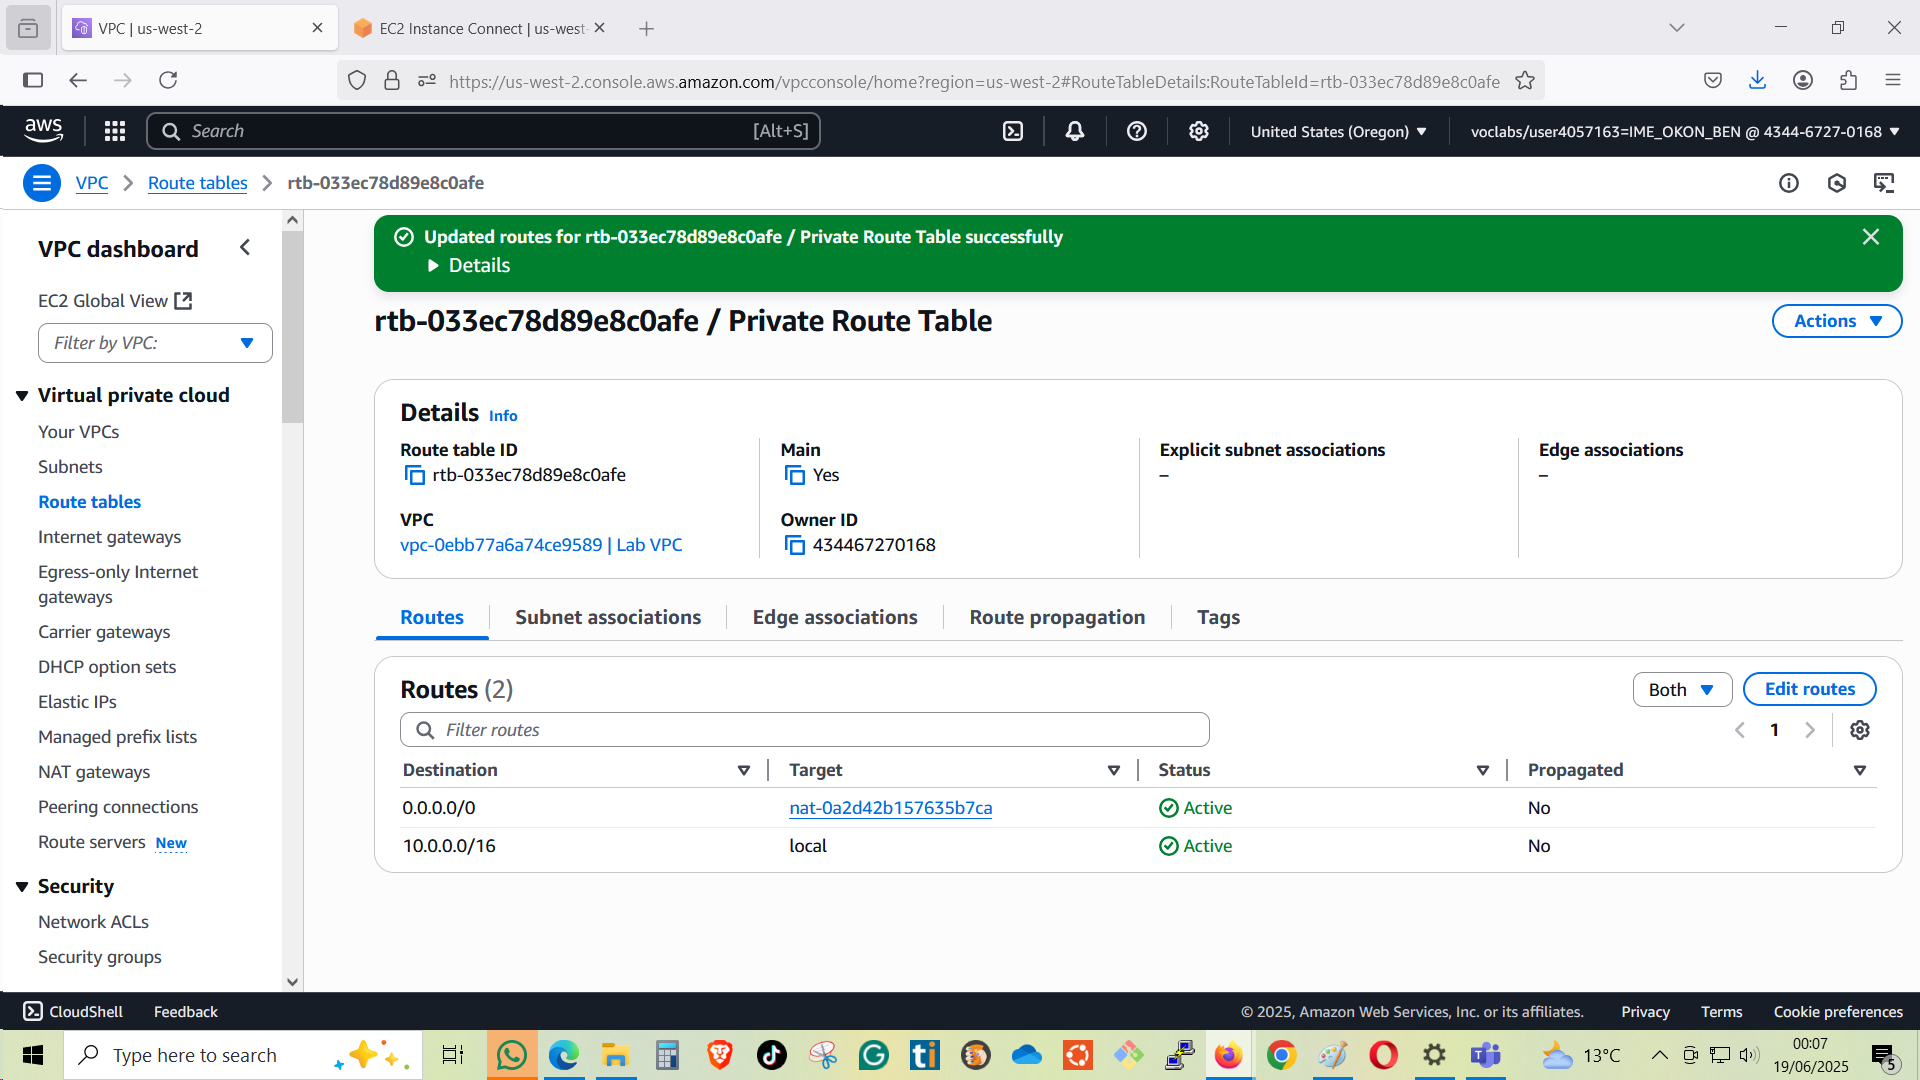 VPC | us-west-2
EC2 Instance Connect | us-west-
https://us-west-2.console.aws.amazon.com/vpcconsole/home?region=us-west-2#RouteTableDetails:RouteTableId=rtb-033ec78d89e8c0afe
aws
Search
[Alt+S]
United States (Oregon)
voclabs/user4057163=IME_OKON_BEN @ 4344-6727-0168
VPC
Route tables
rtb-033ec78d89e8c0afe
VPC dashboard
EC2 Global View
Filter by VPC:
Virtual private cloud
Your VPCs
Subnets
Route tables
Internet gateways
Egress-only Internet
gateways
Carrier gateways
DHCP option sets
Elastic IPs
Managed prefix lists
NAT gateways
Peering connections
Route servers New
Security
Network ACLs
Security groups
Updated routes for rtb-033ec78d89e8c0afe / Private Route Table successfully
Details
rtb-033ec78d89e8c0afe / Private Route Table
Actions
Details Info
Route table ID
rtb-033ec78d89e8c0afe
Main
Yes
Explicit subnet associations
–
Edge associations
–
VPC
vpc-0ebb77a6a74ce9589 | Lab VPC
Owner ID
434467270168
Routes
Subnet associations
Edge associations
Route propagation
Tags
Routes (2)
Both
Edit routes
Filter routes
1
Destination Target Status Propagated
0.0.0.0/0 nat-0a2d42b157635b7ca Active No
10.0.0.0/16 local Active No
CloudShell
Feedback
© 2025, Amazon Web Services, Inc. or its affiliates.
Privacy
Terms
Cookie preferences
Type here to search
13°C
00:07
19/06/2025
5